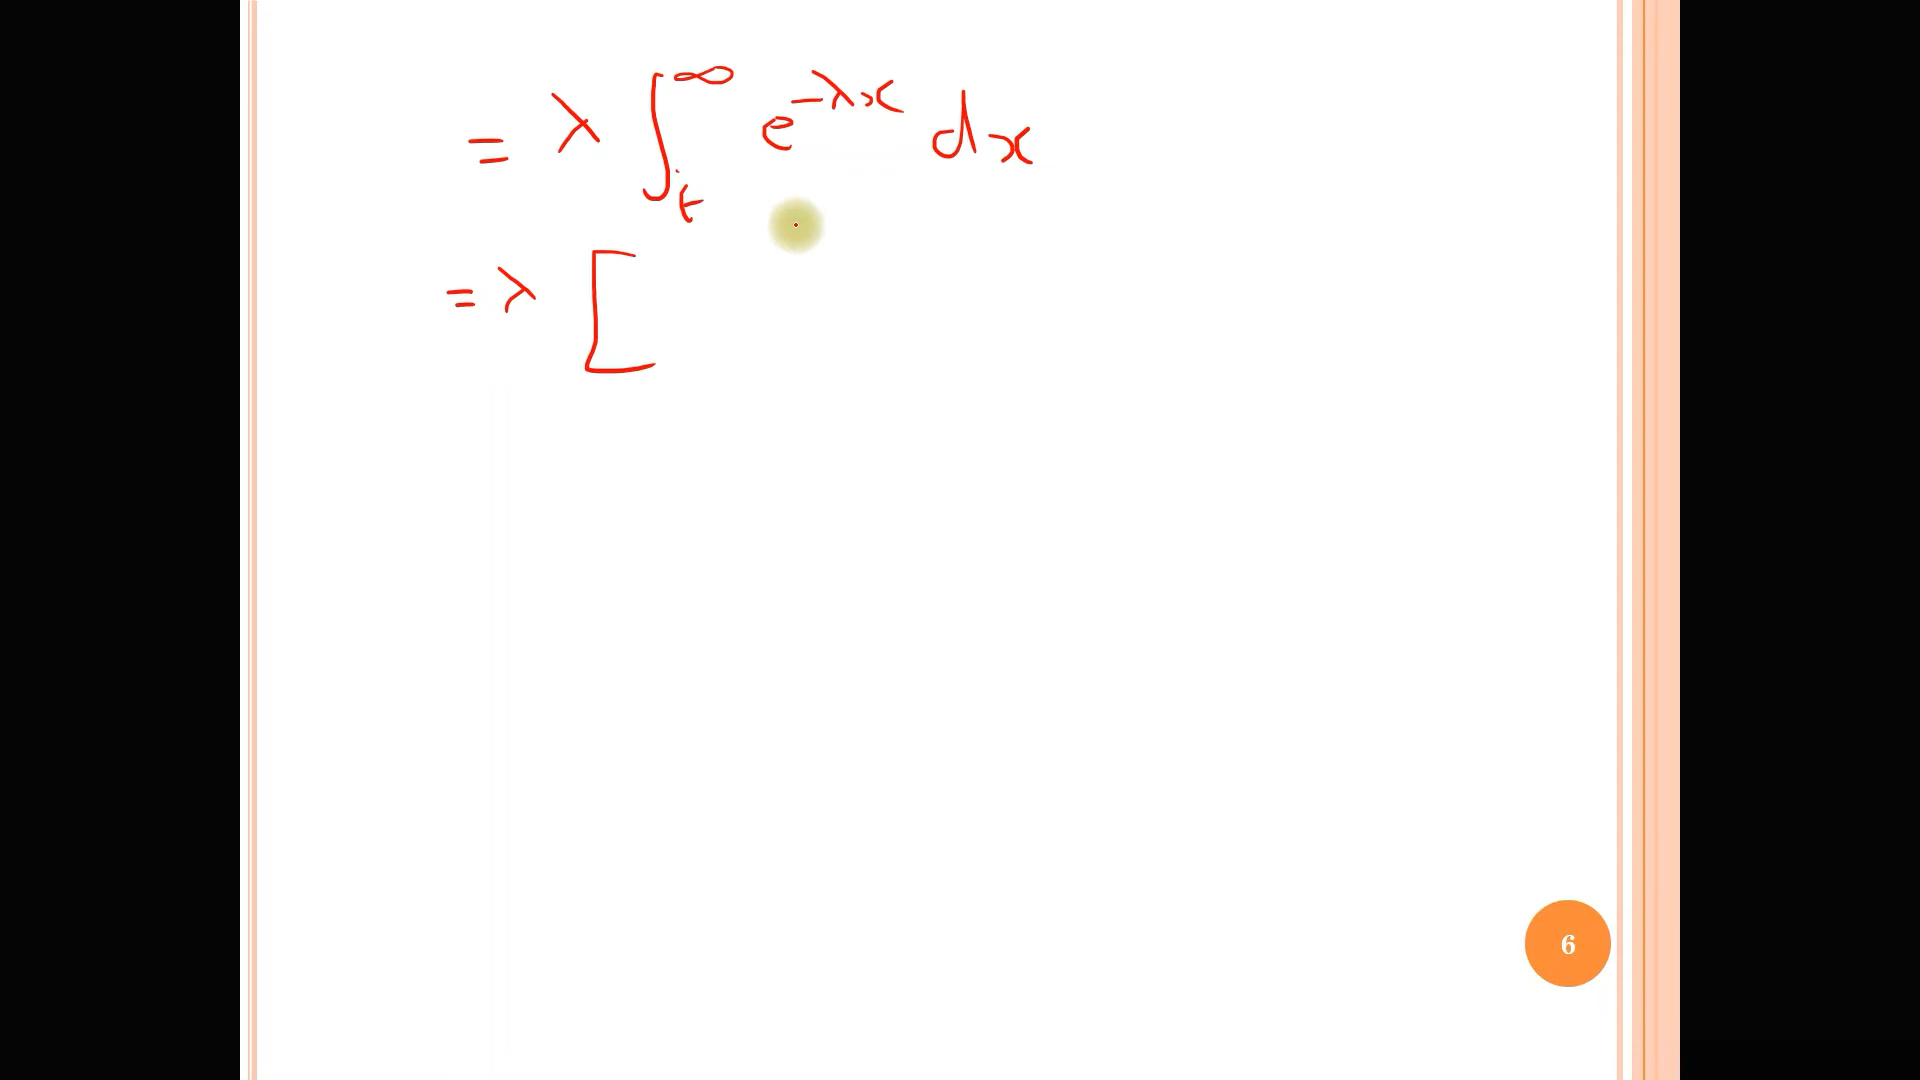 = λ ∫_t^∞ e^{-λx} dx
= λ [
6